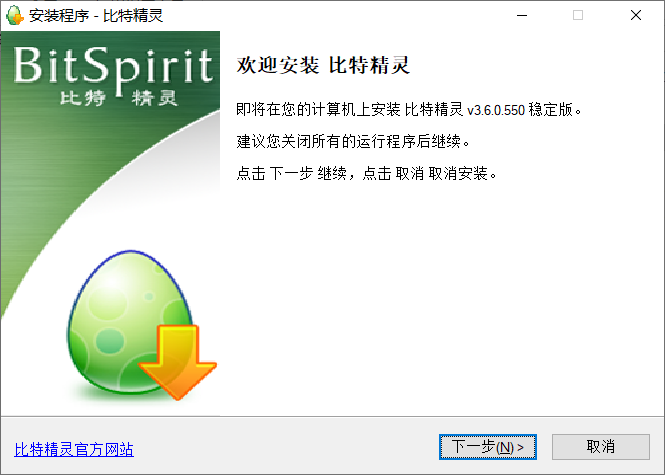 安装程序 - 比特精灵
BitSpirit
比特 精灵
欢迎安装 比特精灵
即将在您的计算机上安装 比特精灵 v3.6.0.550 稳定版。
建议您关闭所有的运行程序后继续。
点击 下一步 继续，点击 取消 取消安装。
比特精灵官方网站
下一步(N) >
取消